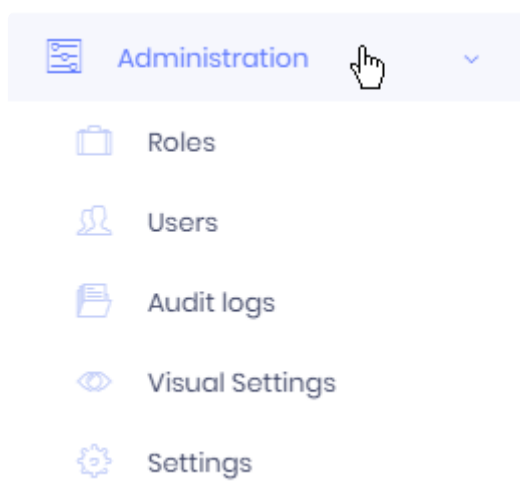 Administration
Roles
Users
Audit logs
Visual Settings
Settings